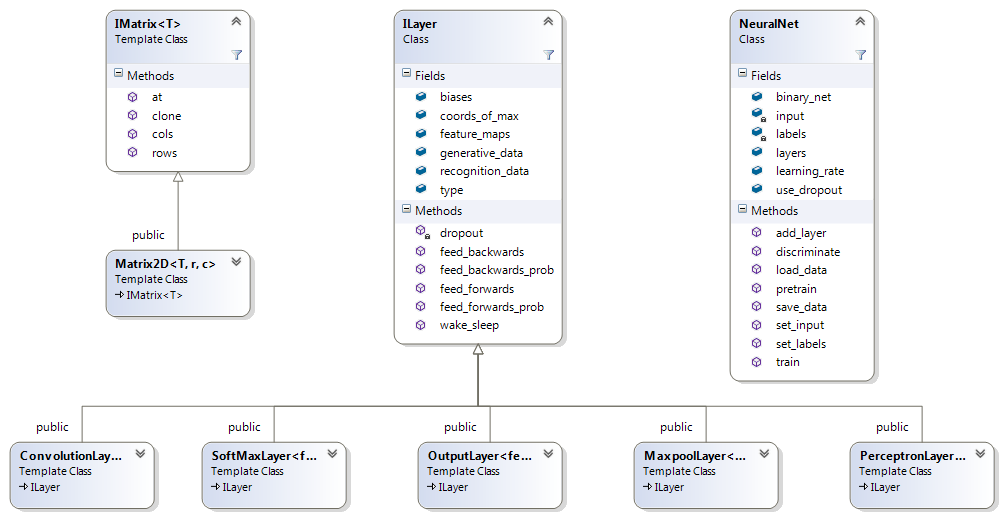 IMatrix<T>
Template Class
Methods
at
clone
cols
rows
public
Matrix2D<T, r, c>
Template Class
IMatrix<T>
ILayer
Class
Fields
biases
coords_of_max
feature_maps
generative_data
recognition_data
type
Methods
dropout
feed_backwards
feed_backwards_prob
feed_forwards
feed_forwards_prob
wake_sleep
NeuralNet
Class
Fields
binary_net
input
labels
layers
learning_rate
use_dropout
Methods
add_layer
discriminate
load_data
pretrain
save_data
set_input
set_labels
train
public
ConvolutionLay...
Template Class
ILayer
public
SoftMaxLayer<f...
Template Class
ILayer
public
OutputLayer<fe...
Template Class
ILayer
public
MaxpoolLayer<...
Template Class
ILayer
public
PerceptronLayer...
Template Class
ILayer